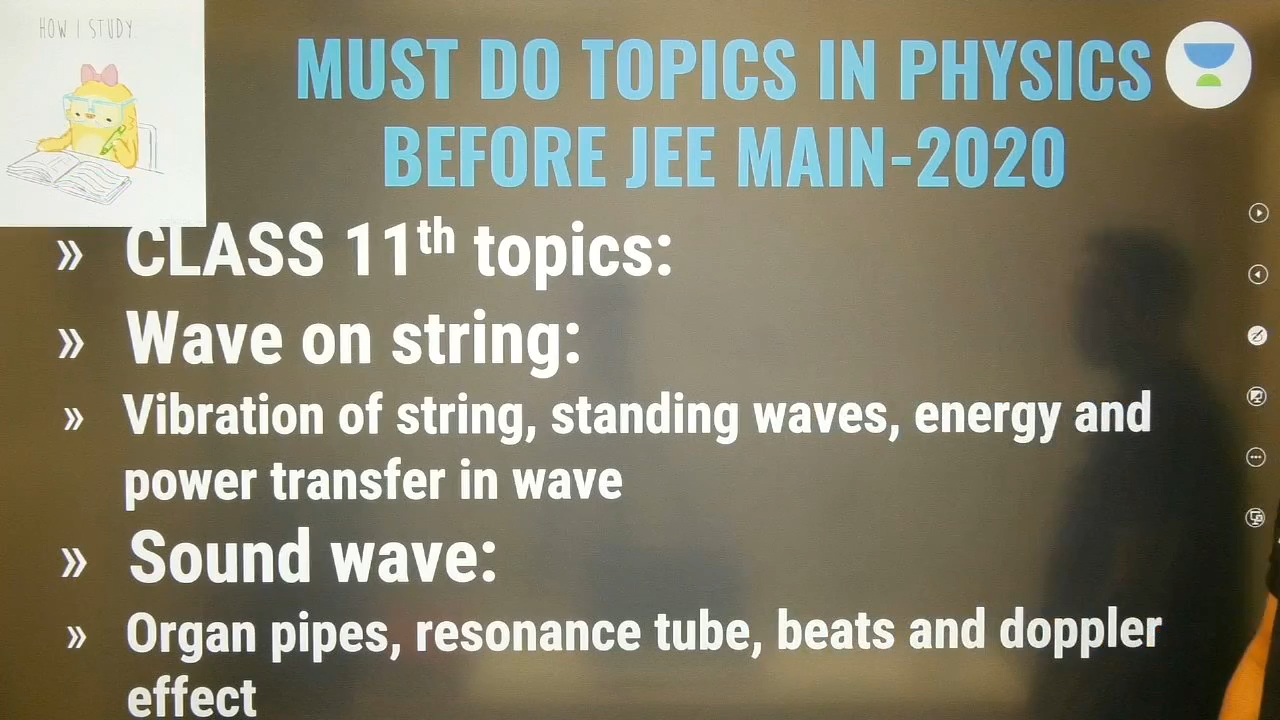 HOW I STUDY
MUST DO TOPICS IN PHYSICS
BEFORE JEE MAIN-2020
» CLASS 11th topics:
» Wave on string:
» Vibration of string, standing waves, energy and
power transfer in wave
» Sound wave:
» Organ pipes, resonance tube, beats and doppler
effect